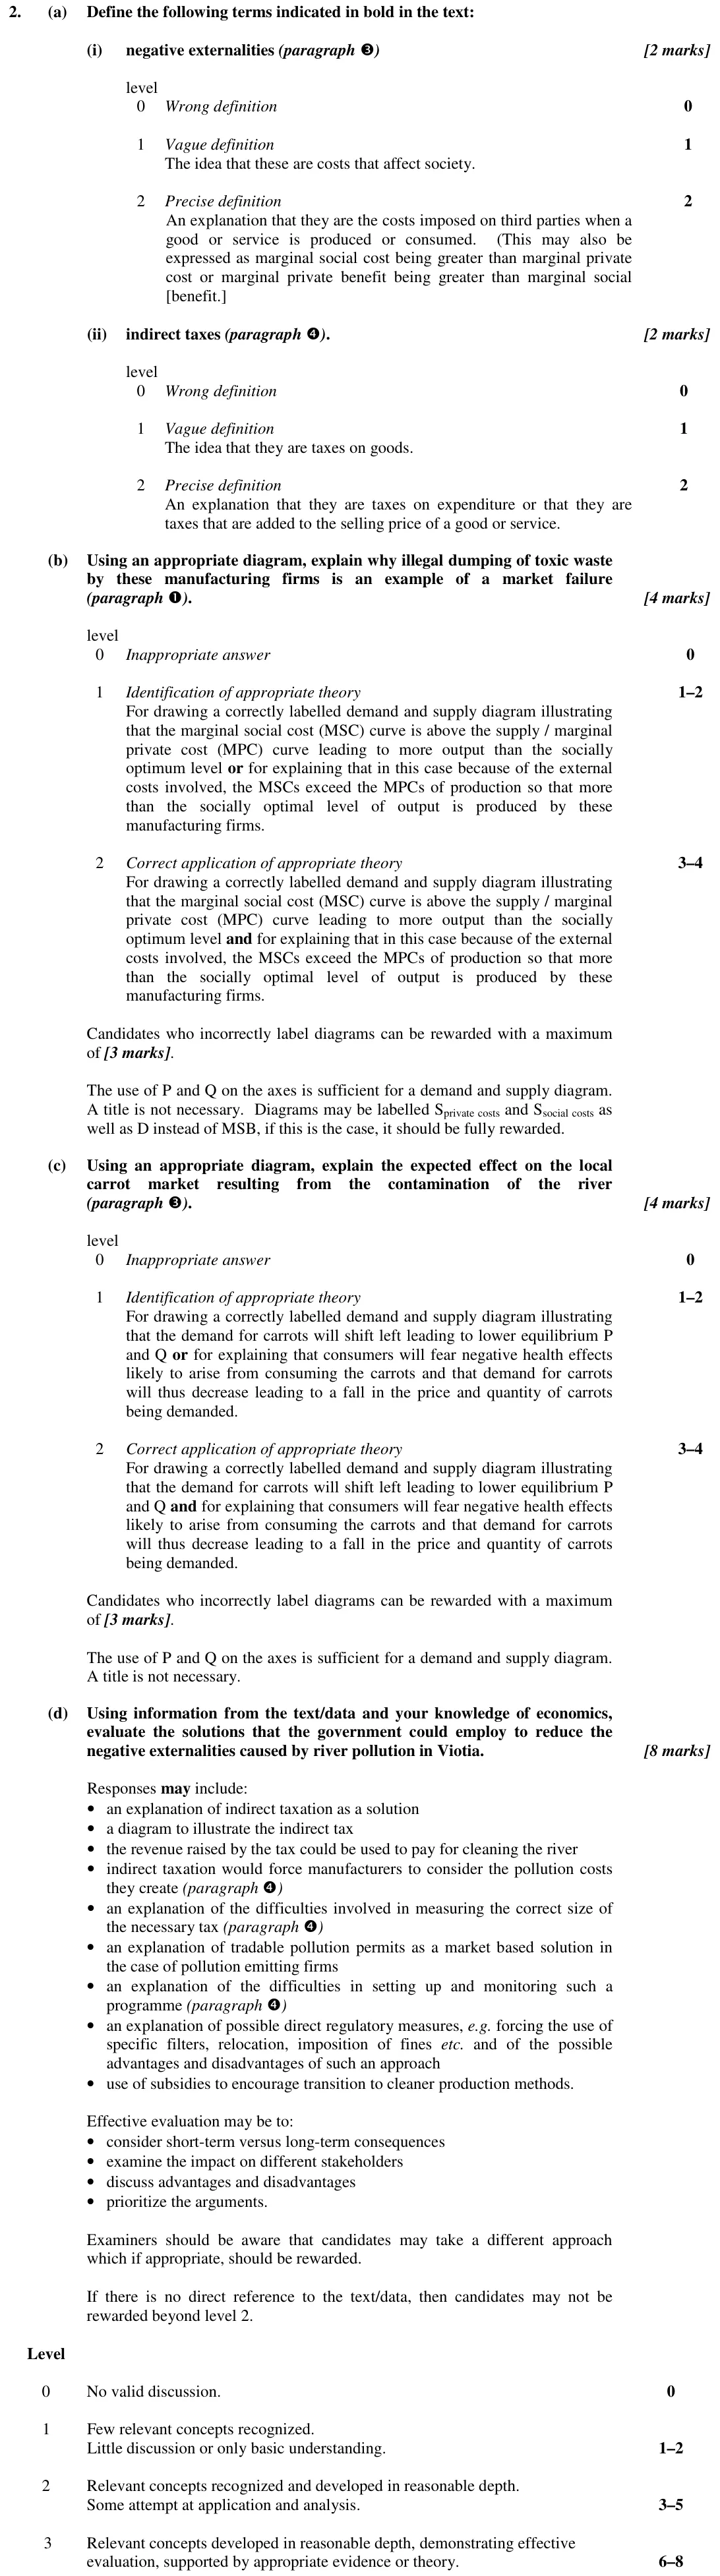 2. (a) Define the following terms indicated in bold in the text:
(i) negative externalities (paragraph ❸) [2 marks]
level
0 Wrong definition 0
1 Vague definition 1
The idea that these are costs that affect society.
2 Precise definition 2
An explanation that they are the costs imposed on third parties when a
good or service is produced or consumed. (This may also be
expressed as marginal social cost being greater than marginal private
cost or marginal private benefit being greater than marginal social
[benefit.]
(ii) indirect taxes (paragraph ❹). [2 marks]
level
0 Wrong definition 0
1 Vague definition 1
The idea that they are taxes on goods.
2 Precise definition 2
An explanation that they are taxes on expenditure or that they are
taxes that are added to the selling price of a good or service.
(b) Using an appropriate diagram, explain why illegal dumping of toxic waste
by these manufacturing firms is an example of a market failure
(paragraph ❶). [4 marks]
level
0 Inappropriate answer 0
1 Identification of appropriate theory 1–2
For drawing a correctly labelled demand and supply diagram illustrating
that the marginal social cost (MSC) curve is above the supply / marginal
private cost (MPC) curve leading to more output than the socially
optimum level or for explaining that in this case because of the external
costs involved, the MSCs exceed the MPCs of production so that more
than the socially optimal level of output is produced by these
manufacturing firms.
2 Correct application of appropriate theory 3–4
For drawing a correctly labelled demand and supply diagram illustrating
that the marginal social cost (MSC) curve is above the supply / marginal
private cost (MPC) curve leading to more output than the socially
optimum level and for explaining that in this case because of the external
costs involved, the MSCs exceed the MPCs of production so that more
than the socially optimal level of output is produced by these
manufacturing firms.
Candidates who incorrectly label diagrams can be rewarded with a maximum
of [3 marks].
The use of P and Q on the axes is sufficient for a demand and supply diagram.
A title is not necessary. Diagrams may be labelled Sprivate costs and Ssocial costs as
well as D instead of MSB, if this is the case, it should be fully rewarded.
(c) Using an appropriate diagram, explain the expected effect on the local
carrot market resulting from the contamination of the river
(paragraph ❸). [4 marks]
level
0 Inappropriate answer 0
1 Identification of appropriate theory 1–2
For drawing a correctly labelled demand and supply diagram illustrating
that the demand for carrots will shift left leading to lower equilibrium P
and Q or for explaining that consumers will fear negative health effects
likely to arise from consuming the carrots and that demand for carrots
will thus decrease leading to a fall in the price and quantity of carrots
being demanded.
2 Correct application of appropriate theory 3–4
For drawing a correctly labelled demand and supply diagram illustrating
that the demand for carrots will shift left leading to lower equilibrium P
and Q and for explaining that consumers will fear negative health effects
likely to arise from consuming the carrots and that demand for carrots
will thus decrease leading to a fall in the price and quantity of carrots
being demanded.
Candidates who incorrectly label diagrams can be rewarded with a maximum
of [3 marks].
The use of P and Q on the axes is sufficient for a demand and supply diagram.
A title is not necessary.
(d) Using information from the text/data and your knowledge of economics,
evaluate the solutions that the government could employ to reduce the
negative externalities caused by river pollution in Viotia. [8 marks]
Responses may include:
• an explanation of indirect taxation as a solution
• a diagram to illustrate the indirect tax
• the revenue raised by the tax could be used to pay for cleaning the river
• indirect taxation would force manufacturers to consider the pollution costs
they create (paragraph ❹)
• an explanation of the difficulties involved in measuring the correct size of
the necessary tax (paragraph ❹)
• an explanation of tradable pollution permits as a market based solution in
the case of pollution emitting firms
• an explanation of the difficulties in setting up and monitoring such a
programme (paragraph ❹)
• an explanation of possible direct regulatory measures, e.g. forcing the use of
specific filters, relocation, imposition of fines etc. and of the possible
advantages and disadvantages of such an approach
• use of subsidies to encourage transition to cleaner production methods.
Effective evaluation may be to:
• consider short-term versus long-term consequences
• examine the impact on different stakeholders
• discuss advantages and disadvantages
• prioritize the arguments.
Examiners should be aware that candidates may take a different approach
which if appropriate, should be rewarded.
If there is no direct reference to the text/data, then candidates may not be
rewarded beyond level 2.
Level
0 No valid discussion. 0
1 Few relevant concepts recognized.
Little discussion or only basic understanding. 1–2
2 Relevant concepts recognized and developed in reasonable depth.
Some attempt at application and analysis. 3–5
3 Relevant concepts developed in reasonable depth, demonstrating effective
evaluation, supported by appropriate evidence or theory. 6–8